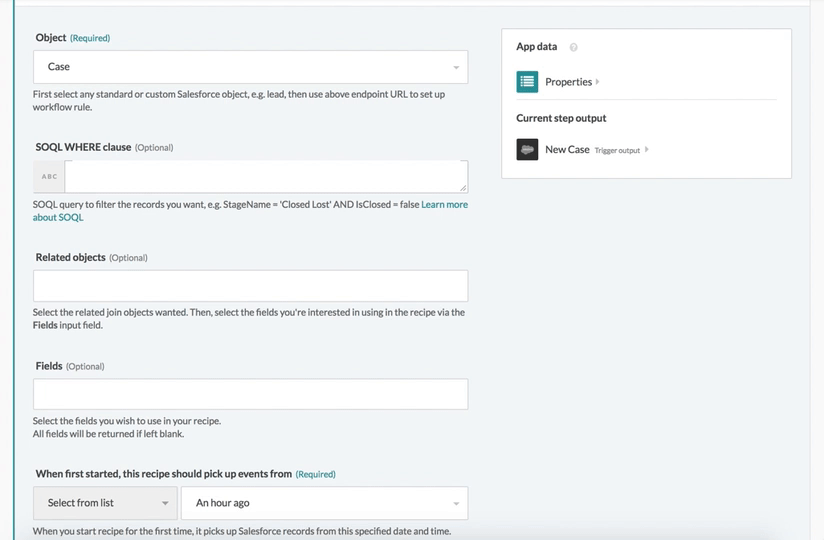 Object (Required)
Case
First select any standard or custom Salesforce object, e.g. lead, then use above endpoint URL to set up
workflow rule.
SOQL WHERE clause (Optional)
ABC
SOQL query to filter the records you want, e.g. StageName = 'Closed Lost' AND IsClosed = false Learn more
about SOQL
Related objects (Optional)
Select the related join objects wanted. Then, select the fields you're interested in using in the recipe via the
Fields input field.
Fields (Optional)
Select the fields you wish to use in your recipe.
All fields will be returned if left blank.
When first started, this recipe should pick up events from (Required)
Select from list
An hour ago
When you start recipe for the first time, it picks up Salesforce records from this specified date and time.
App data ?
Properties
Current step output
New Case Trigger output